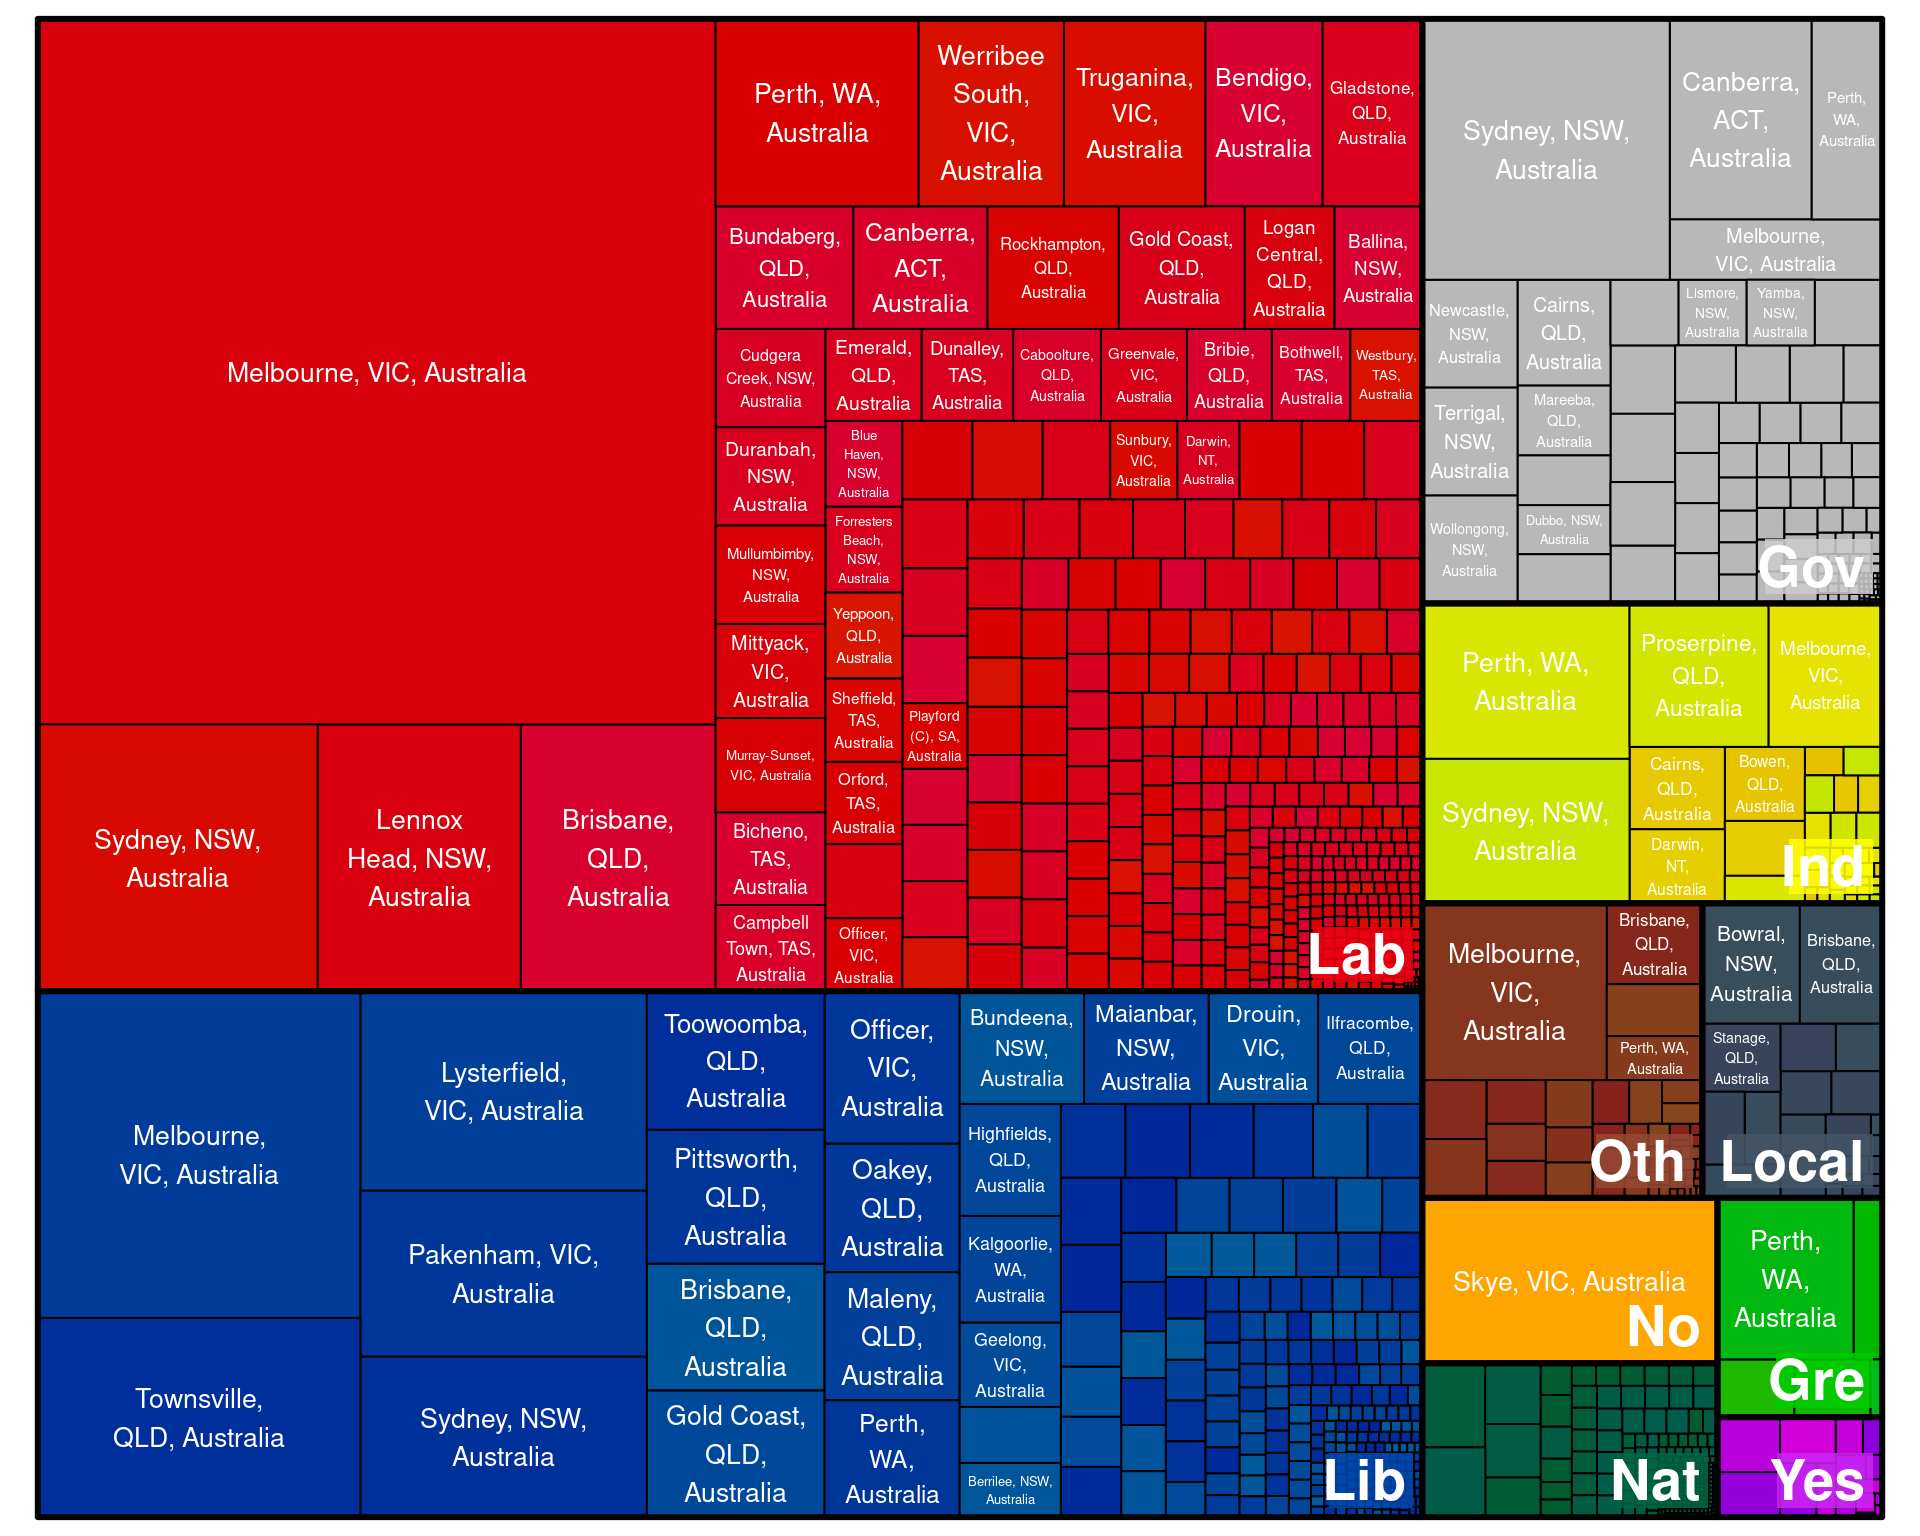 Melbourne, VIC, Australia
Sydney, NSW,
Australia
Lennox
Head, NSW,
Australia
Brisbane,
QLD,
Australia
Perth, WA,
Australia
Werribee
South,
VIC,
Australia
Truganina,
VIC,
Australia
Bendigo,
VIC,
Australia
Gladstone,
QLD,
Australia
Bundaberg,
QLD,
Australia
Canberra,
ACT,
Australia
Rockhampton,
QLD,
Australia
Gold Coast,
QLD,
Australia
Logan
Central,
QLD,
Australia
Ballina,
NSW,
Australia
Cudgera
Creek, NSW,
Australia
Duranbah,
NSW,
Australia
Mullumbimby,
NSW,
Australia
Mittyack,
VIC,
Australia
Murray-Sunset,
VIC, Australia
Bicheno,
TAS,
Australia
Campbell
Town, TAS,
Australia
Emerald,
QLD,
Australia
Dunalley,
TAS,
Australia
Caboolture,
QLD,
Australia
Greenvale,
VIC,
Australia
Bribie,
QLD,
Australia
Bothwell,
TAS,
Australia
Westbury,
TAS,
Australia
Blue
Haven,
NSW,
Australia
Forresters
Beach,
NSW,
Australia
Yeppoon,
QLD,
Australia
Sheffield,
TAS,
Australia
Orford,
TAS,
Australia
Officer,
VIC,
Australia
Sunbury,
VIC,
Australia
Darwin,
NT,
Australia
Playford
(C), SA,
Australia
Lab
Melbourne,
VIC, Australia
Townsville,
QLD, Australia
Lysterfield,
VIC, Australia
Pakenham, VIC,
Australia
Sydney, NSW,
Australia
Toowoomba,
QLD,
Australia
Pittsworth,
QLD,
Australia
Brisbane,
QLD,
Australia
Gold Coast,
QLD,
Australia
Officer,
VIC,
Australia
Oakey,
QLD,
Australia
Maleny,
QLD,
Australia
Perth,
WA,
Australia
Bundeena,
NSW,
Australia
Maianbar,
NSW,
Australia
Drouin,
VIC,
Australia
Ilfracombe,
QLD,
Australia
Highfields,
QLD,
Australia
Kalgoorlie,
WA,
Australia
Geelong,
VIC,
Australia
Berrilee, NSW,
Australia
Lib
Sydney, NSW,
Australia
Canberra,
ACT,
Australia
Perth,
WA,
Australia
Melbourne,
VIC, Australia
Newcastle,
NSW,
Australia
Terrigal,
NSW,
Australia
Wollongong,
NSW,
Australia
Cairns,
QLD,
Australia
Mareeba,
QLD,
Australia
Dubbo, NSW,
Australia
Lismore,
NSW,
Australia
Yamba,
NSW,
Australia
Gov
Perth, WA,
Australia
Sydney, NSW,
Australia
Proserpine,
QLD,
Australia
Melbourne,
VIC,
Australia
Cairns,
QLD,
Australia
Darwin,
NT,
Australia
Bowen,
QLD,
Australia
Ind
Melbourne,
VIC,
Australia
Brisbane,
QLD,
Australia
Perth, WA,
Australia
Oth
Bowral,
NSW,
Australia
Brisbane,
QLD,
Australia
Stanage,
QLD,
Australia
Local
Skye, VIC, Australia
No
Perth,
WA,
Australia
Gre
Nat
Yes